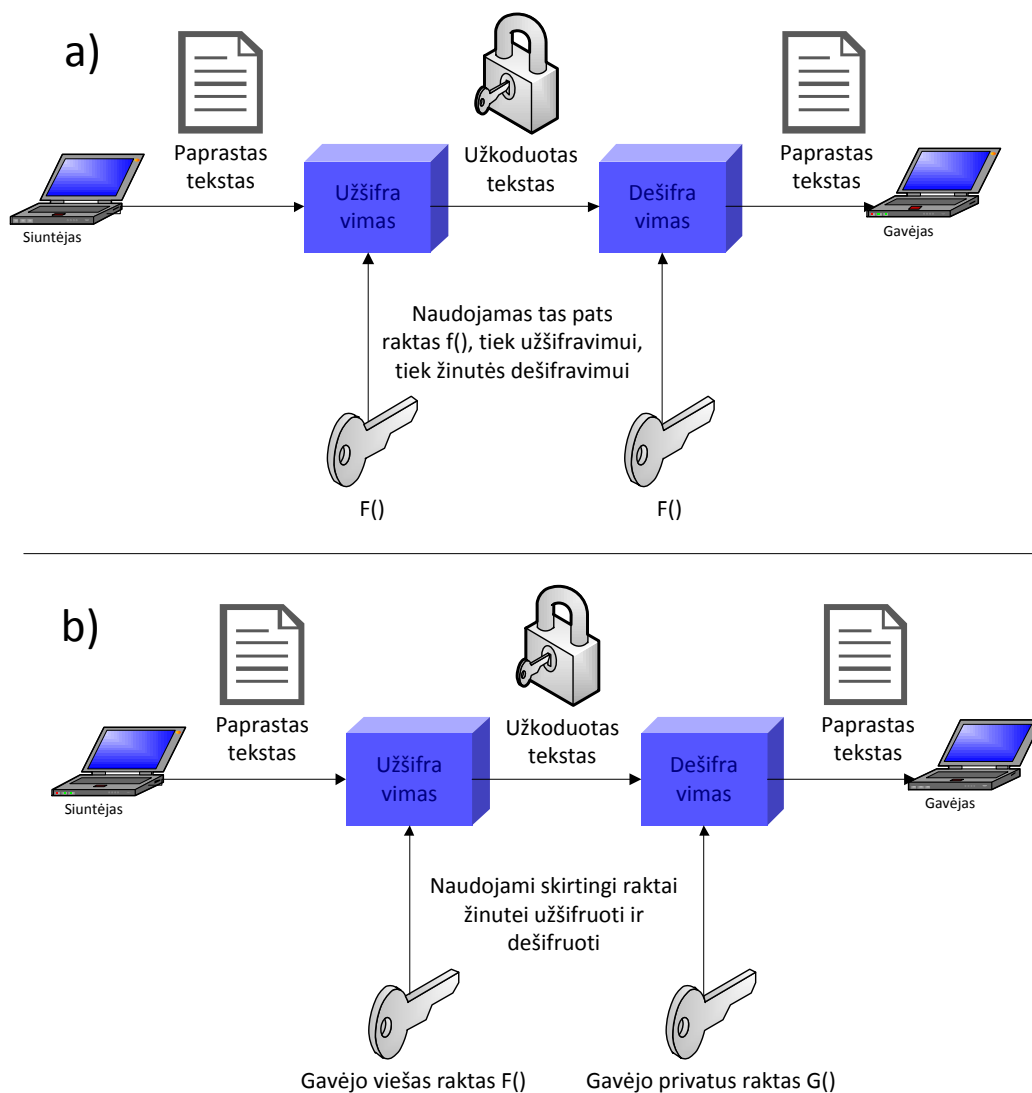 a)
Paprastas
tekstas
Užkoduotas
tekstas
Paprastas
tekstas
Užšifra
vimas
Dešifra
vimas
Siuntėjas
Gavėjas
Naudojamas tas pats
raktas f(), tiek užšifravimui,
tiek žinutės dešifravimui
F()
F()
b)
Paprastas
tekstas
Užkoduotas
tekstas
Paprastas
tekstas
Užšifra
vimas
Dešifra
vimas
Siuntėjas
Gavėjas
Naudojami skirtingi raktai
žinutei užšifruoti ir
dešifruoti
Gavėjo viešas raktas F()
Gavėjo privatus raktas G()